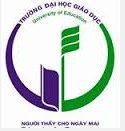 TRƯỜNG ĐẠI HỌC GIÁO DỤC
University of Education
NGƯỜI THẦY CHO NGÀY MAI